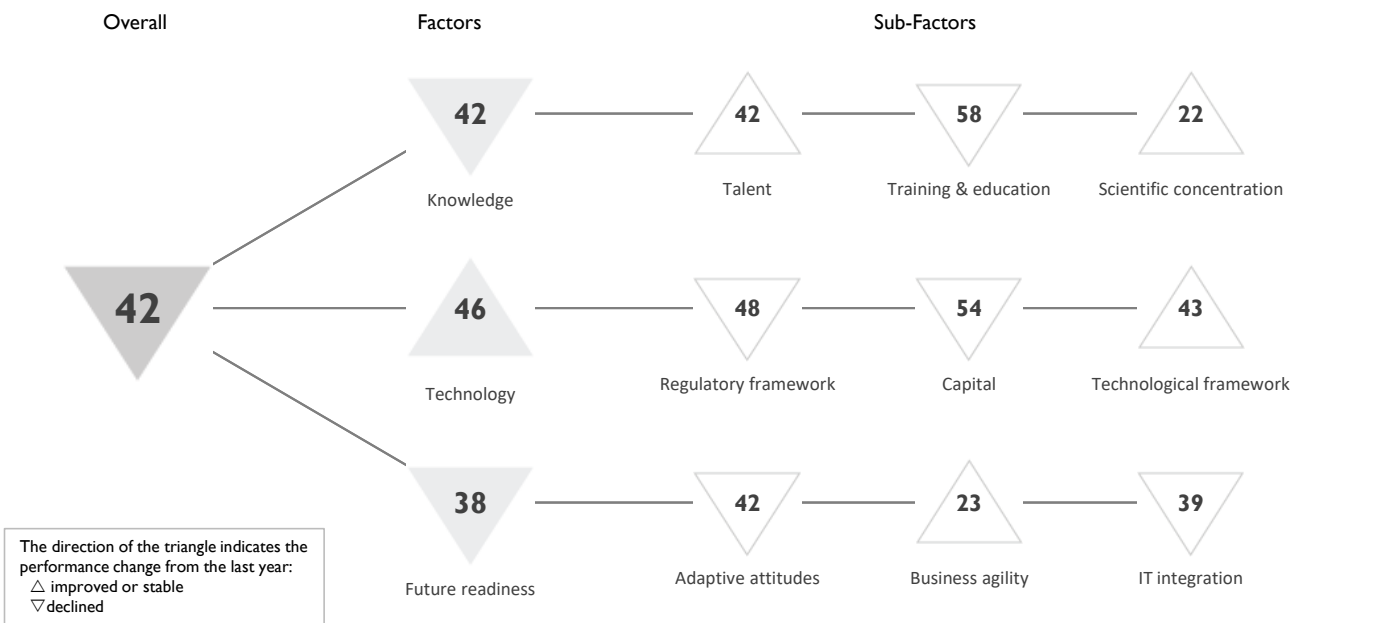 Overall Factors Sub-Factors
42 42 58 22
Knowledge Talent Training & education Scientific concentration
42 46 48 54 43
Technology Regulatory framework Capital Technological framework
38 42 23 39
Future readiness Adaptive attitudes Business agility IT integration
The direction of the triangle indicates the
performance change from the last year:
△ improved or stable
▽ declined